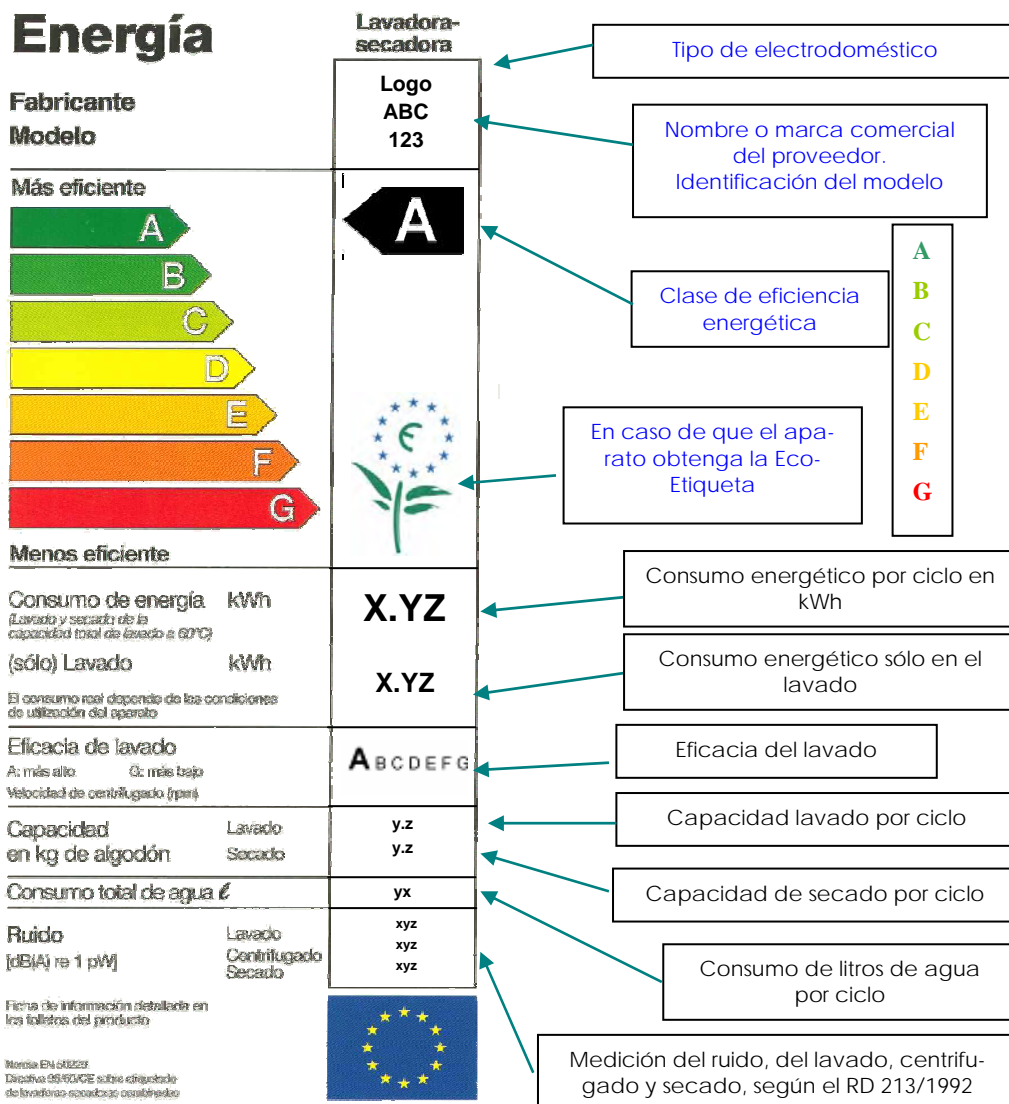 Energía
Lavadora-
secadora
Tipo de electrodoméstico
Fabricante
Modelo
Logo
ABC
123
Nombre o marca comercial
del proveedor.
Identificación del modelo
Más eficiente
A
B
C
D
E
F
G
Menos eficiente
A
Clase de eficiencia
energética
A
B
C
D
E
F
G
En caso de que el apa-
rato obtenga la Eco-
Etiqueta
Consumo de energía kWh
(Lavado y secado de la
capacidad total de lavado a 60°C)
X.YZ
Consumo energético por ciclo en
kWh
(sólo) Lavado kWh
X.YZ
Consumo energético sólo en el
lavado
El consumo real depende de las condiciones
de utilización del aparato
Eficacia de lavado
A: más alto G: más bajo
Velocidad de centrifugado (rpm)
A B C D E F G
Eficacia del lavado
Capacidad Lavado
en kg de algodón Secado
y.z
y.z
Capacidad lavado por ciclo
Capacidad de secado por ciclo
Consumo total de agua ℓ
yx
Consumo de litros de agua
por ciclo
Ruido Lavado
[dB(A) re 1 pW] Centrifugado
Secado
xyz
xyz
xyz
Medición del ruido, del lavado, centrifu-
gado y secado, según el RD 213/1992
Ficha de información detallada en
los folletos del producto
Norma EN 50229
Directiva 96/60/CE sobre etiquetado
de lavadoras-secadoras combinadas